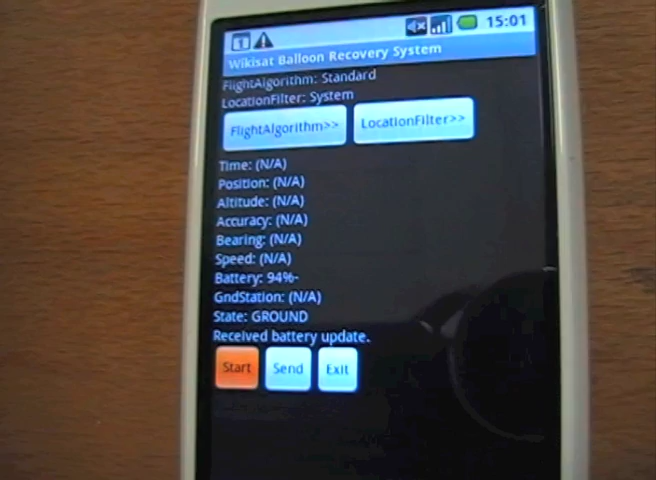 1 15:01
Wikisat Balloon Recovery System
FlightAlgorithm: Standard
LocationFilter: System
FlightAlgorithm>> LocationFilter>>
Time: (N/A)
Position: (N/A)
Altitude: (N/A)
Accuracy: (N/A)
Bearing: (N/A)
Speed: (N/A)
Battery: 94%-
GndStation: (N/A)
State: GROUND
Received battery update.
Start Send Exit